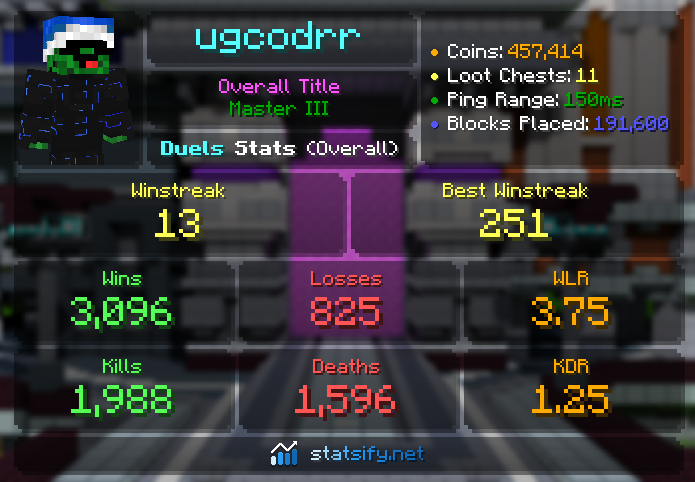 ugcodrr
Overall Title
Master III
Duels Stats (Overall)
• Coins: 457,414
• Loot Chests: 11
• Ping Range: 150ms
• Blocks Placed: 191,600
Winstreak
13
Best Winstreak
251
Wins
3,096
Losses
825
WLR
3.75
Kills
1,988
Deaths
1,596
KDR
1.25
statsify.net